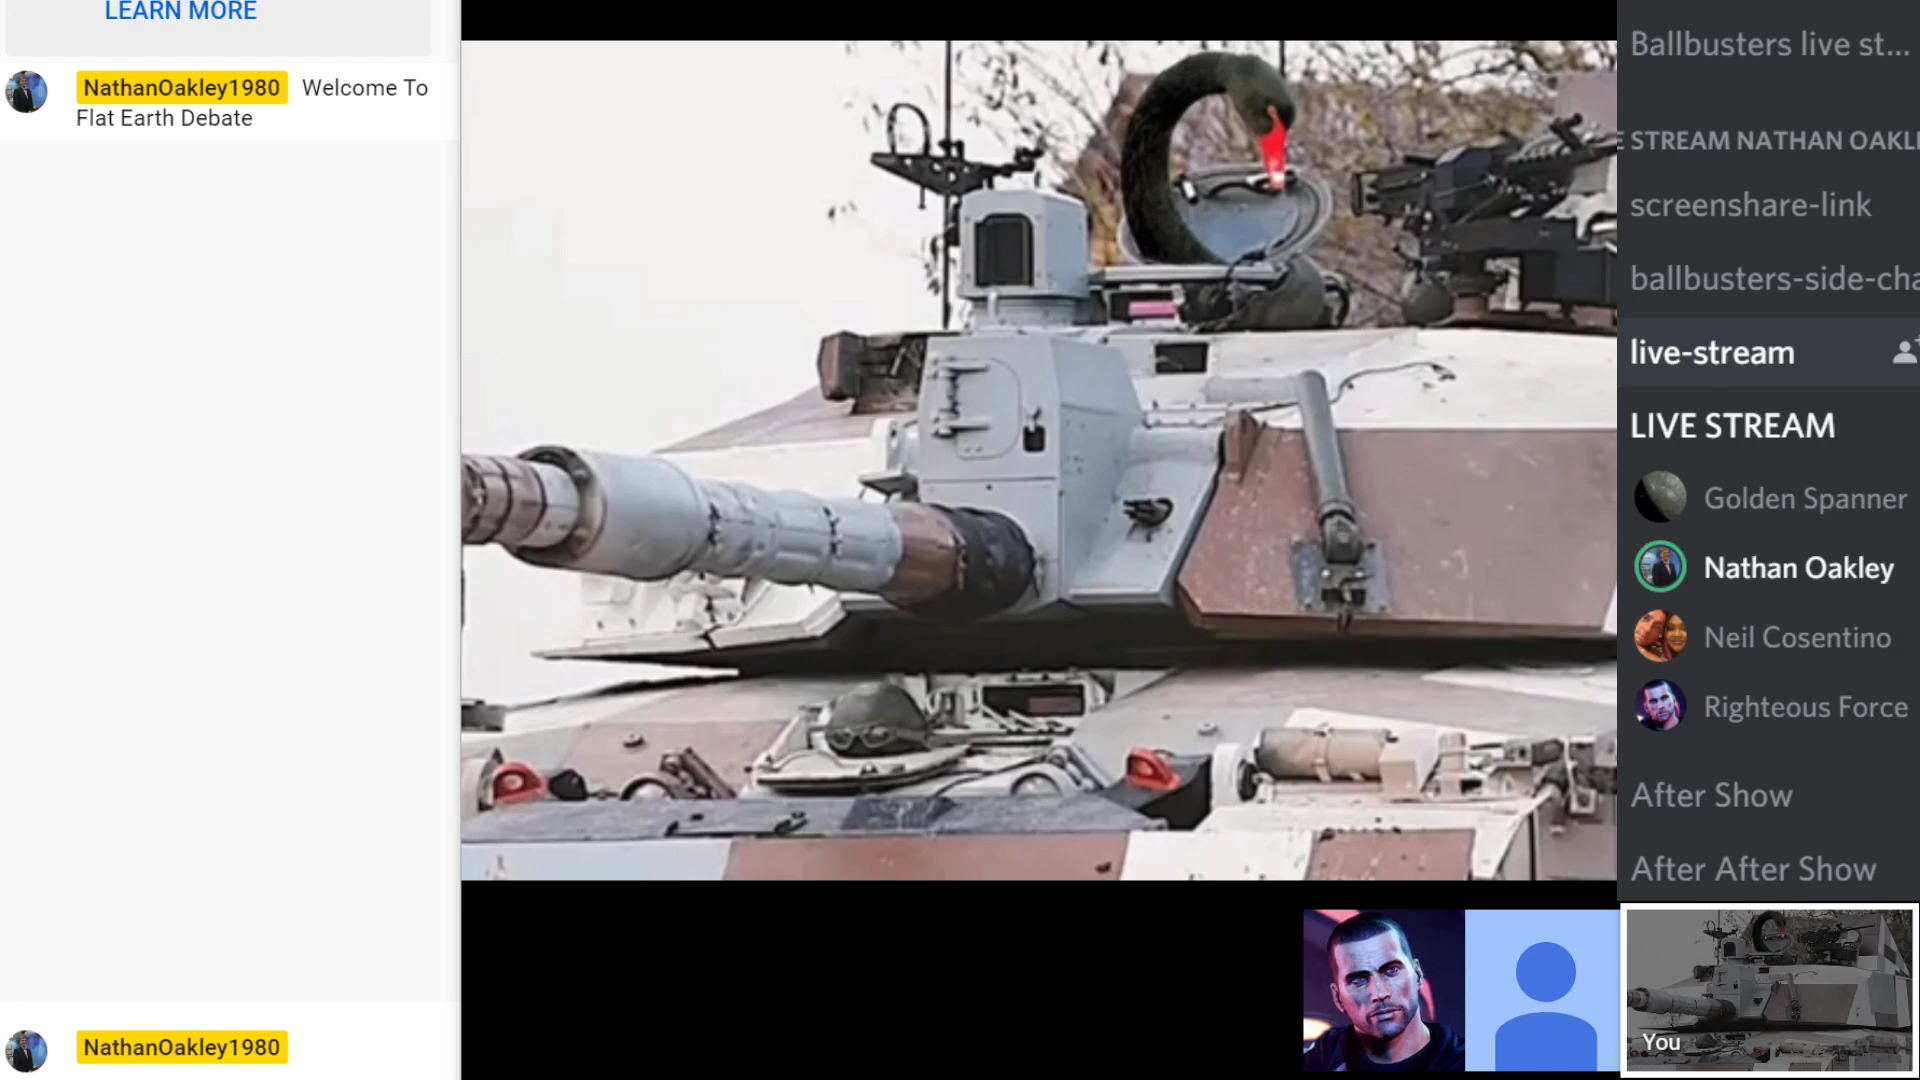 LEARN MORE
NathanOakley1980 Welcome To
Flat Earth Debate
NathanOakley1980
Ballbusters live st...
STREAM NATHAN OAKL
screenshare-link
ballbusters-side-cha
live-stream
LIVE STREAM
Golden Spanner
Nathan Oakley
Neil Cosentino
Righteous Force
After Show
After After Show
You